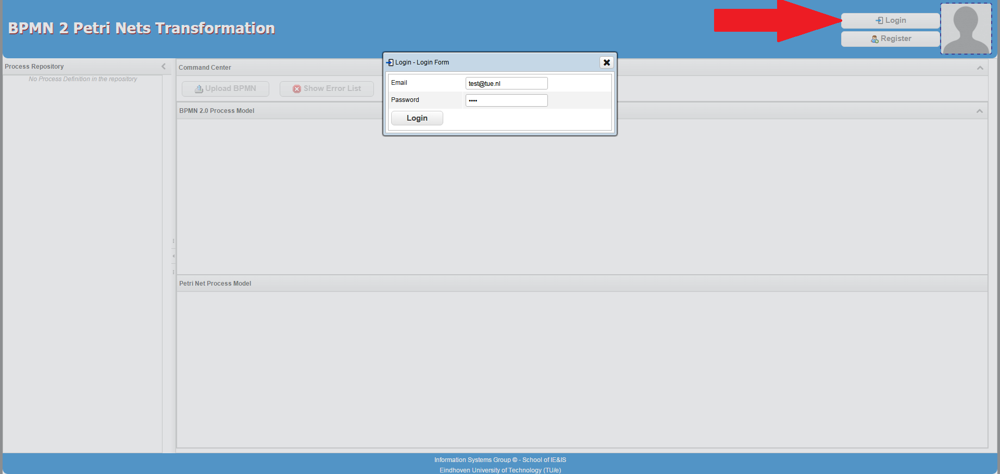 BPMN 2 Petri Nets Transformation
Login
Register
Login - Login Form
Process Repository
Command Center
No Process Definition in the repository
Email
test@tue.nl
Upload BPMN
Show Error List
Password
••••
Login
BPMN 2.0 Process Model
Petri Net Process Model
Information Systems Group © - School of IE&IS
Eindhoven University of Technology (TU/e)